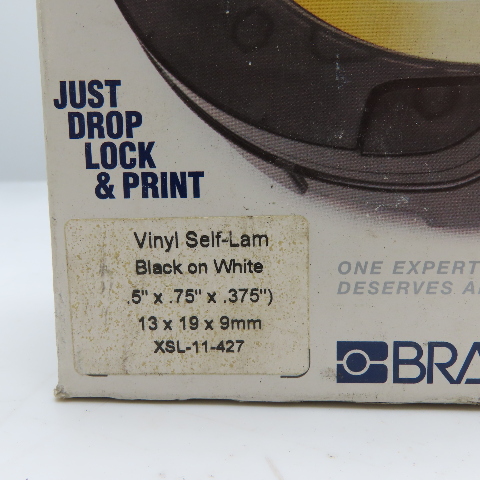 JUST
DROP
LOCK
& PRINT
Vinyl Self-Lam
Black on White
.5" x .75" x .375")
13 x 19 x 9mm
XSL-11-427
ONE EXPERT
DESERVES A
BRA